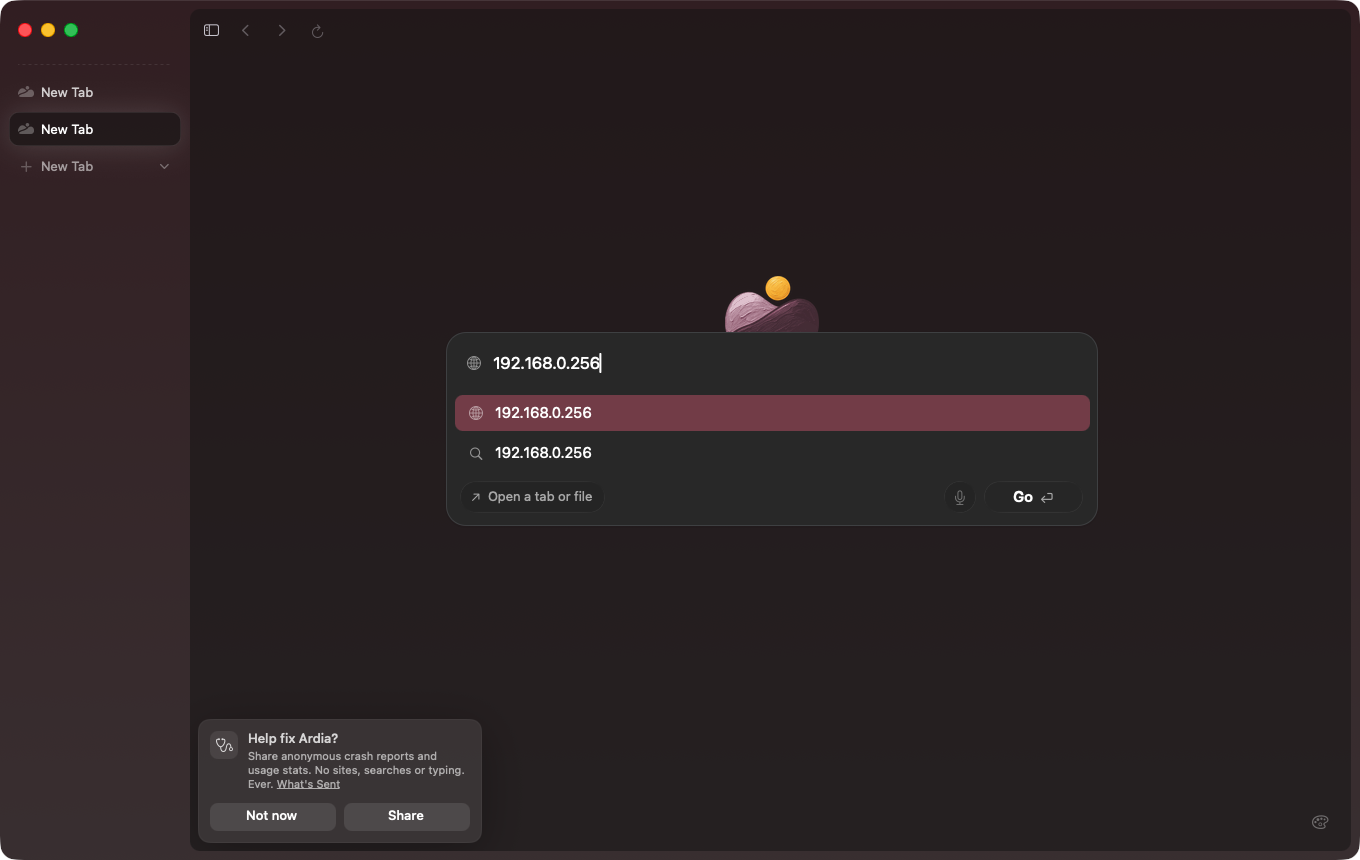 New Tab
New Tab
New Tab
192.168.0.256
192.168.0.256
192.168.0.256
Open a tab or file
Go
Help fix Ardia?
Share anonymous crash reports and
usage stats. No sites, searches or typing.
Ever. What's Sent
Not now
Share